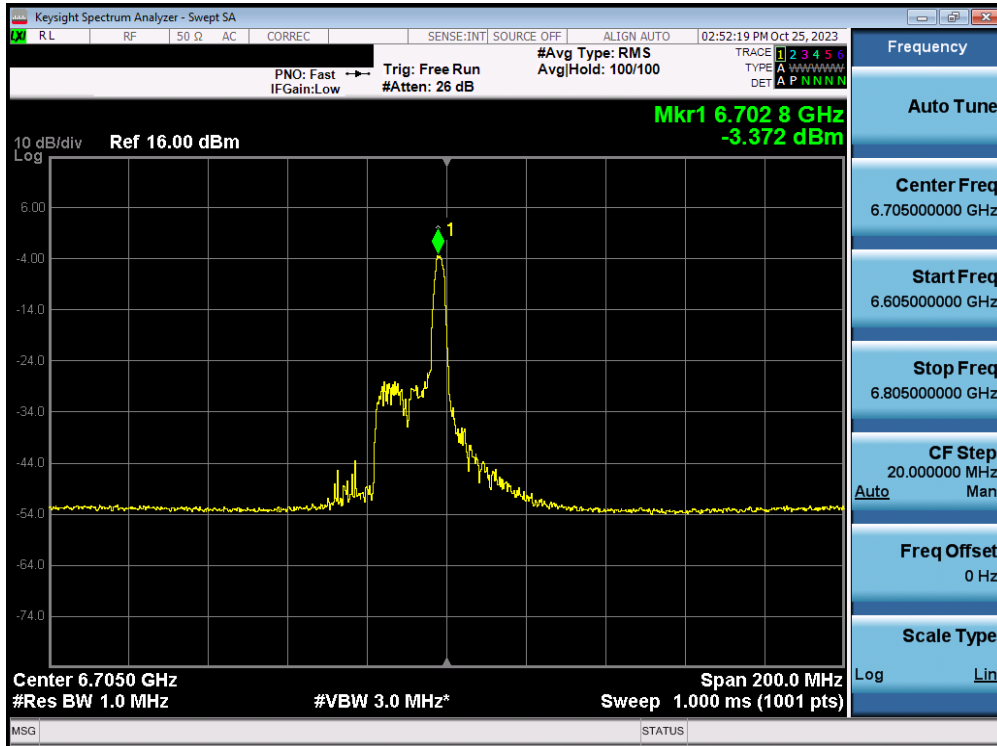 Keysight Spectrum Analyzer - Swept SA
LXI RL RF 50 Ω AC CORREC SENSE:INT SOURCE OFF ALIGN AUTO 02:52:19 PM Oct 25, 2023
PNO: Fast Trig: Free Run #Avg Type: RMS TRACE 1 2 3 4 5 6
IFGain:Low #Atten: 26 dB Avg|Hold: 100/100 TYPE A WWWWW
DET A P N N N N
Mkr1 6.702 8 GHz
-3.372 dBm
10 dB/div Ref 16.00 dBm
Log
1
6.00
-4.00
-14.0
-24.0
-34.0
-44.0
-54.0
-64.0
-74.0
Center 6.7050 GHz Span 200.0 MHz
#Res BW 1.0 MHz #VBW 3.0 MHz* Sweep 1.000 ms (1001 pts)
MSG STATUS
Frequency
Auto Tune
Center Freq
6.705000000 GHz
Start Freq
6.605000000 GHz
Stop Freq
6.805000000 GHz
CF Step
20.000000 MHz
Auto Man
Freq Offset
0 Hz
Scale Type
Log Lin